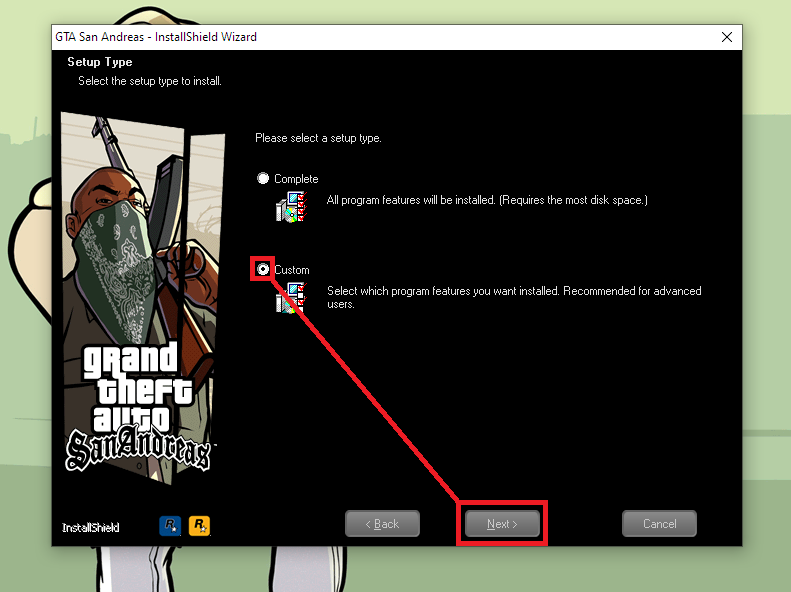 GTA San Andreas - InstallShield Wizard
Setup Type
Select the setup type to install.
Please select a setup type.
Complete
All program features will be installed. (Requires the most disk space.)
Custom
Select which program features you want installed. Recommended for advanced
users.
grand
theft
auto
San Andreas
InstallShield
R
R
< Back
Next >
Cancel